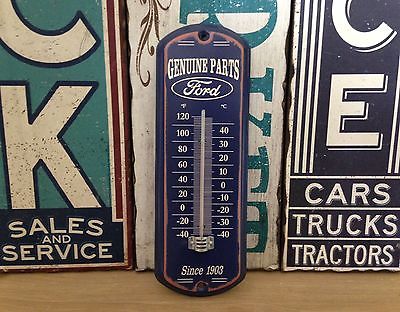 C
K
SALES
AND
SERVICE
GENUINE PARTS
Ford
°F °C
120
100 40
80 30
60 20
40 10
20 0
0 -20
-20 -30
-40 -40
Since 1903
C
E
CARS
TRUCKS
TRACTORS